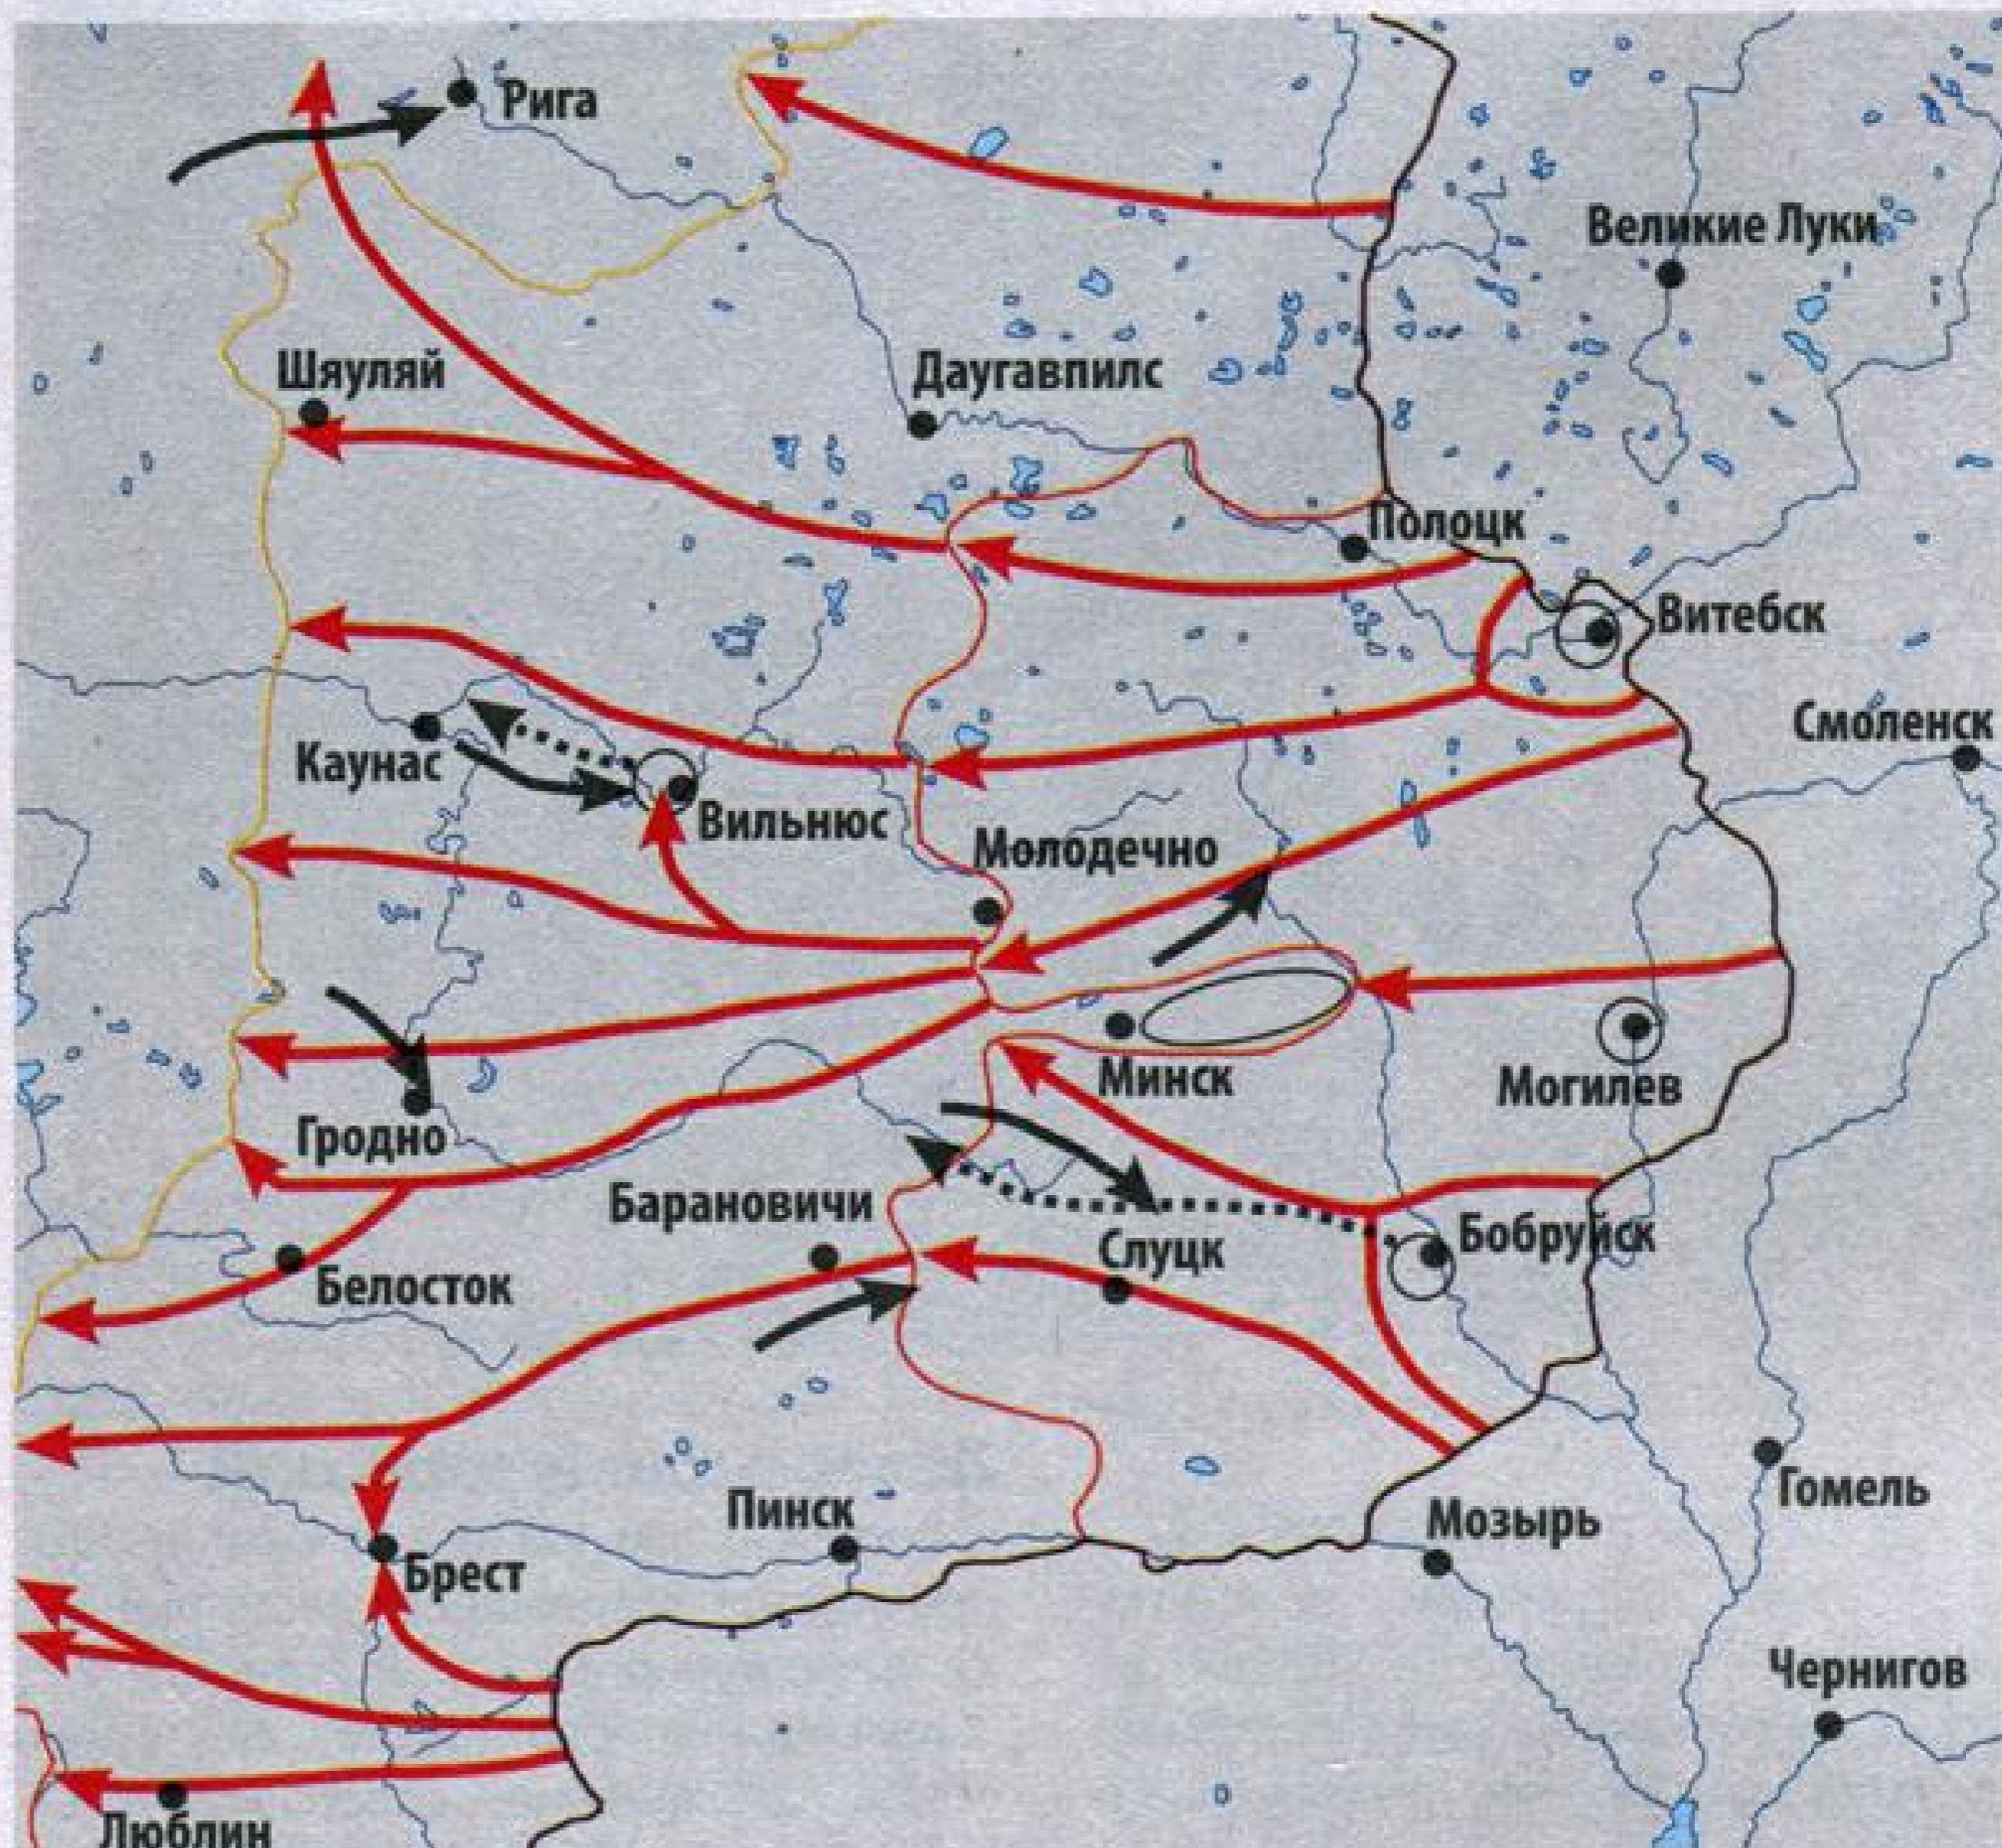 Рига
Великие Луки
Шяуляй
Даугавпилс
Полоцк
Витебск
Смоленск
Каунас
Вильнюс
Молодечно
Минск
Могилев
Гродно
Барановичи
Слуцк
Бобруйск
Белосток
Пинск
Мозырь
Гомель
Брест
Чернигов
Люблин